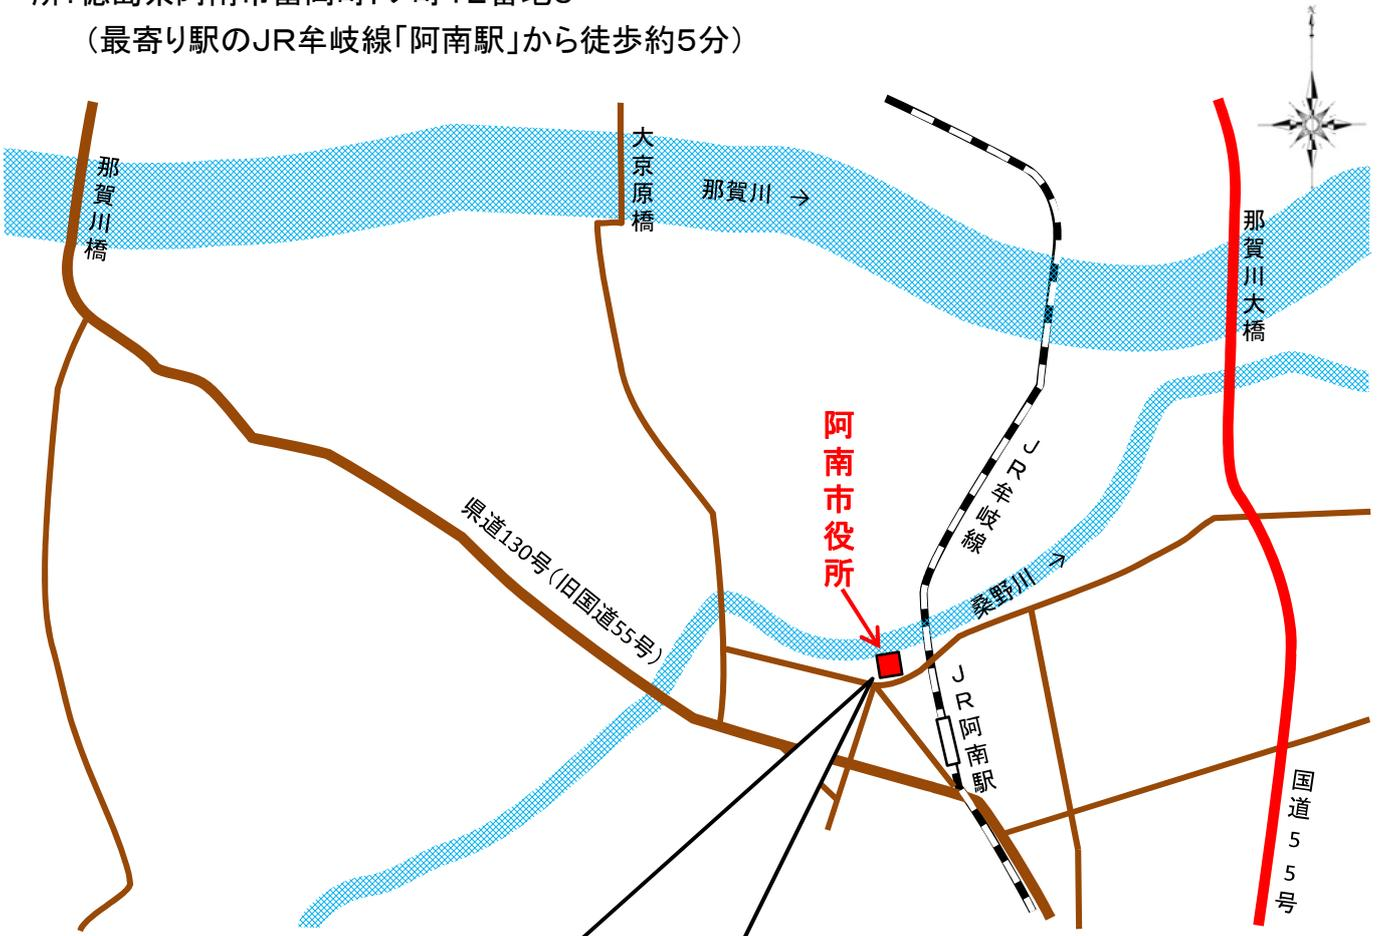 （最寄り駅のＪＲ牟岐線「阿南駅」から徒歩約５分）
那賀川橋
大京原橋
那賀川 →
那賀川大橋
阿南市役所
ＪＲ牟岐線
県道130号（旧国道55号）
桑野川 →
ＪＲ阿南駅
国道５５号